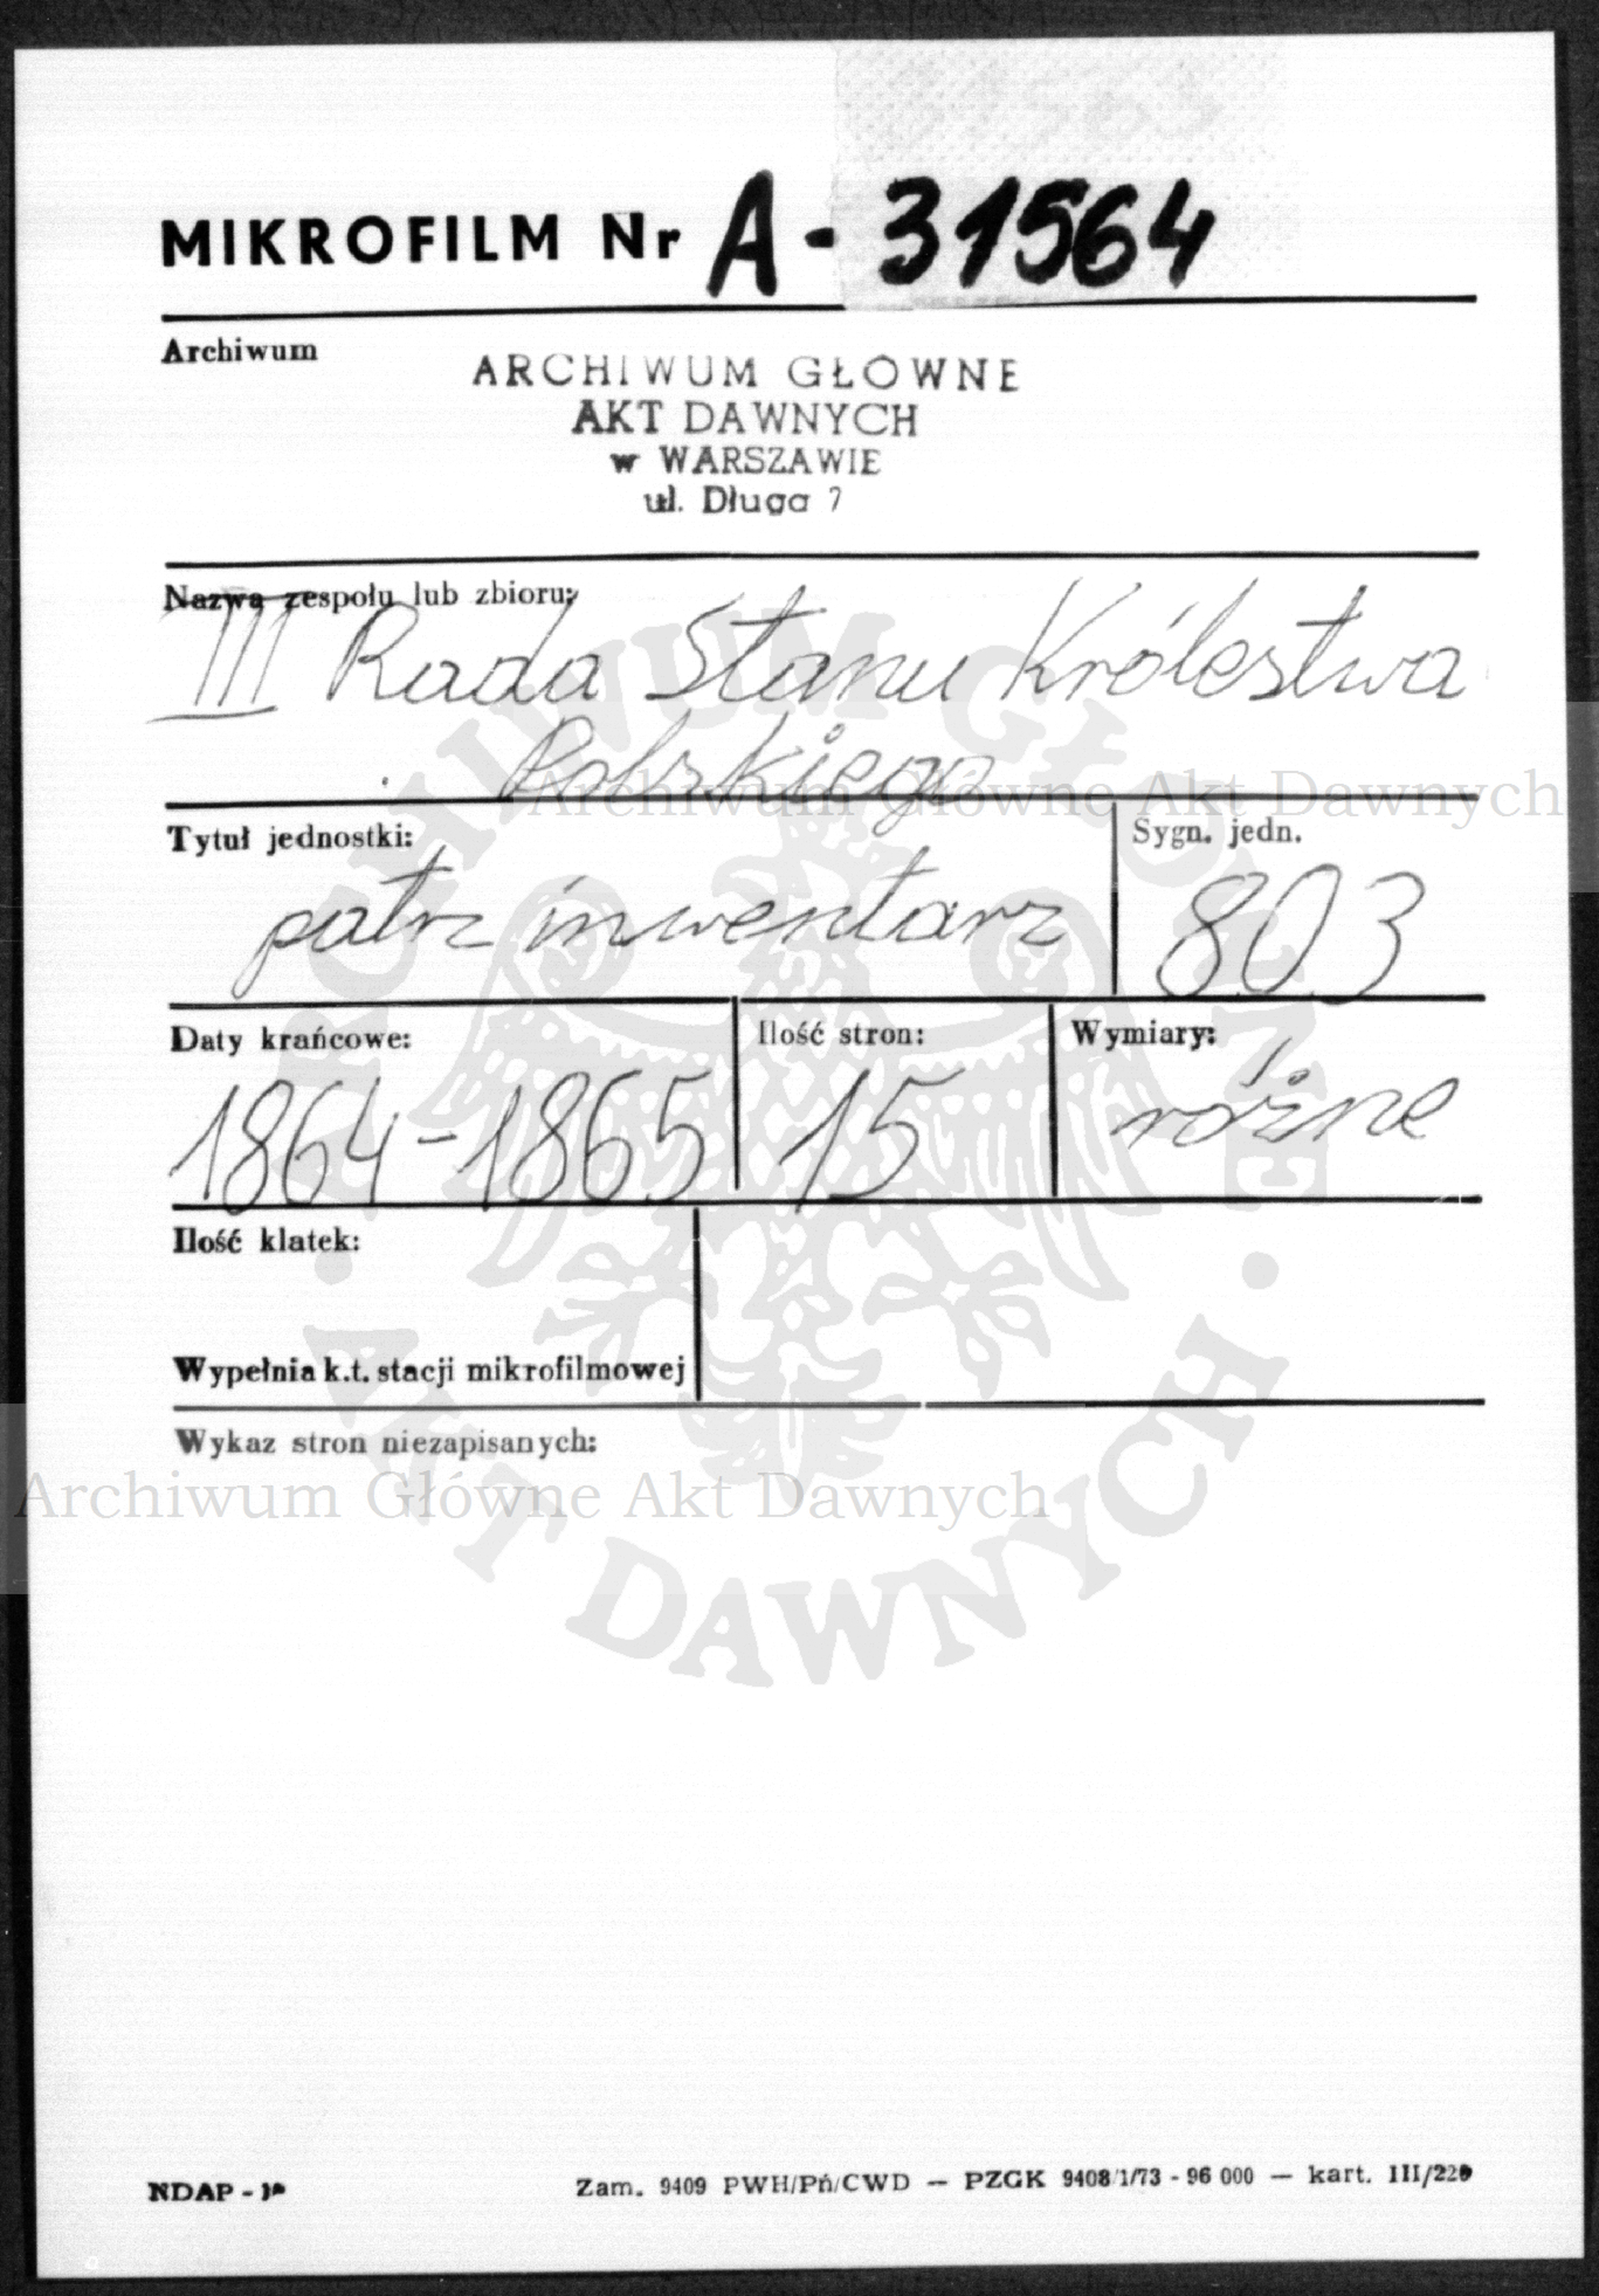 MIKROFILM Nr A - 31564
Archiwum
ARCHIWUM GŁÓWNE
AKT DAWNYCH
w WARSZAWIE
ul. Długa 7
Nazwa zespołu lub zbioru:
III Rada Stanu Królestwa
Polskiego
Archiwum Główne Akt Dawnych
Tytuł jednostki:
Sygn. jedn.
patrz inwentarz
803
Daty krańcowe:
Ilość stron:
Wymiary:
1864-1865
15
różne
Ilość klatek:
Wypełnia k.t. stacji mikrofilmowej
Wykaz stron niezapisanych:
Archiwum Główne Akt Dawnych
ARCHIWUM GŁÓWNE · AKT DAWNYCH ·
NDAP -
Zam. 9409 PWH/Pń/CWD — PZGK 9408/1/73 - 96 000 — kart. III/220